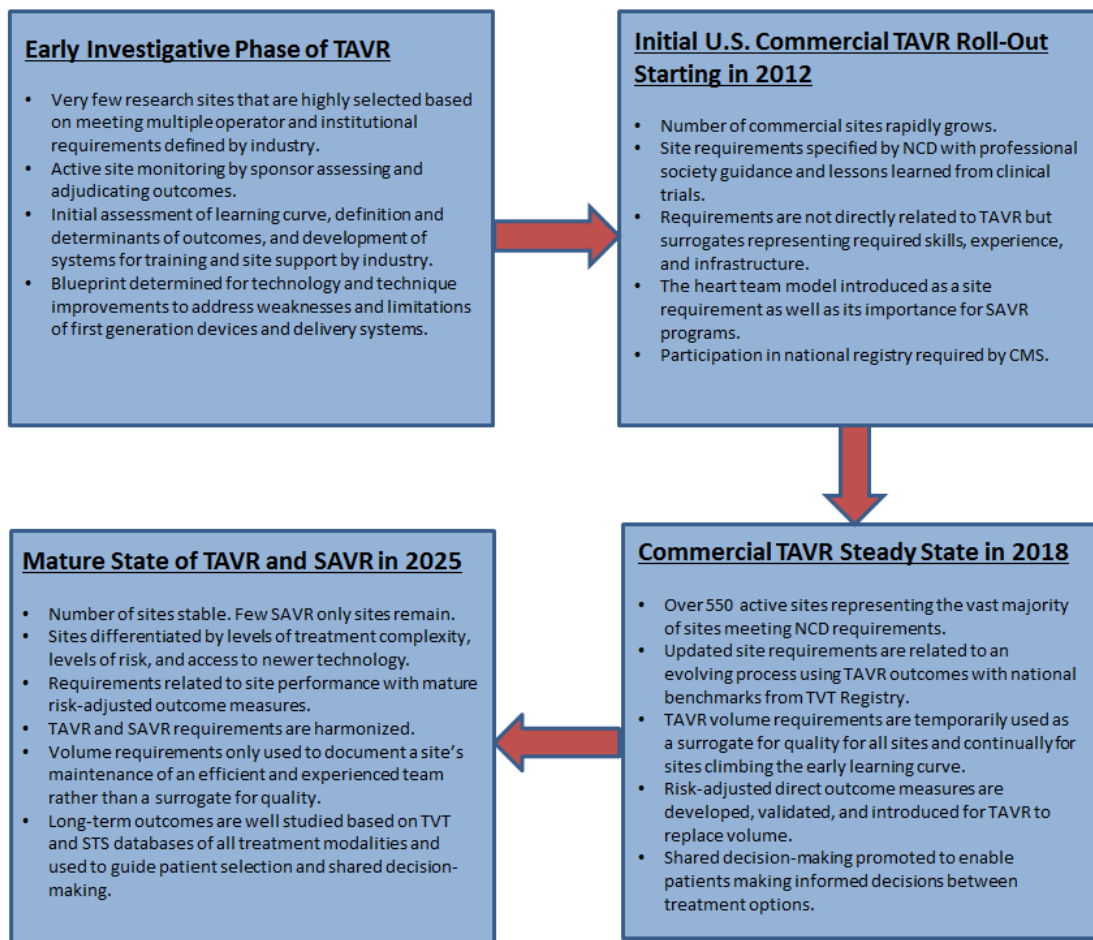 Early Investigative Phase of TAVR
• Very few research sites that are highly selected based
on meeting multiple operator and institutional
requirements defined by industry.
• Active site monitoring by sponsor assessing and
adjudicating outcomes.
• Initial assessment of learning curve, definition and
determinants of outcomes, and development of
systems for training and site support by industry.
• Blueprint determined for technology and technique
improvements to address weaknesses and limitations
of first generation devices and delivery systems.
Initial U.S. Commercial TAVR Roll-Out
Starting in 2012
• Number of commercial sites rapidly grows.
• Site requirements specified by NCD with professional
society guidance and lessons learned from clinical
trials.
• Requirements are not directly related to TAVR but
surrogates representing required skills, experience,
and infrastructure.
• The heart team model introduced as a site
requirement as well as its importance for SAVR
programs.
• Participation in national registry required by CMS.
Commercial TAVR Steady State in 2018
• Over 550 active sites representing the vast majority
of sites meeting NCD requirements.
• Updated site requirements are related to an
evolving process using TAVR outcomes with national
benchmarks from TVT Registry.
• TAVR volume requirements are temporarily used as
a surrogate for quality for all sites and continually for
sites climbing the early learning curve.
• Risk-adjusted direct outcome measures are
developed, validated, and introduced for TAVR to
replace volume.
• Shared decision-making promoted to enable
patients making informed decisions between
treatment options.
Mature State of TAVR and SAVR in 2025
• Number of sites stable. Few SAVR only sites remain.
• Sites differentiated by levels of treatment complexity,
levels of risk, and access to newer technology.
• Requirements related to site performance with mature
risk-adjusted outcome measures.
• TAVR and SAVR requirements are harmonized.
• Volume requirements only used to document a site's
maintenance of an efficient and experienced team
rather than a surrogate for quality.
• Long-term outcomes are well studied based on TVT
and STS databases of all treatment modalities and
used to guide patient selection and shared decision-
making.